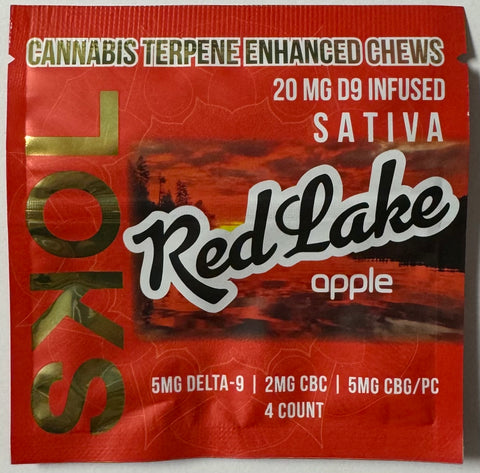 CANNABIS TERPENE ENHANCED CHEWS
20 MG D9 INFUSED
SATIVA
JOKS
Red Lake
apple
5MG DELTA-9 | 2MG CBC | 5MG CBG/PC
4 COUNT